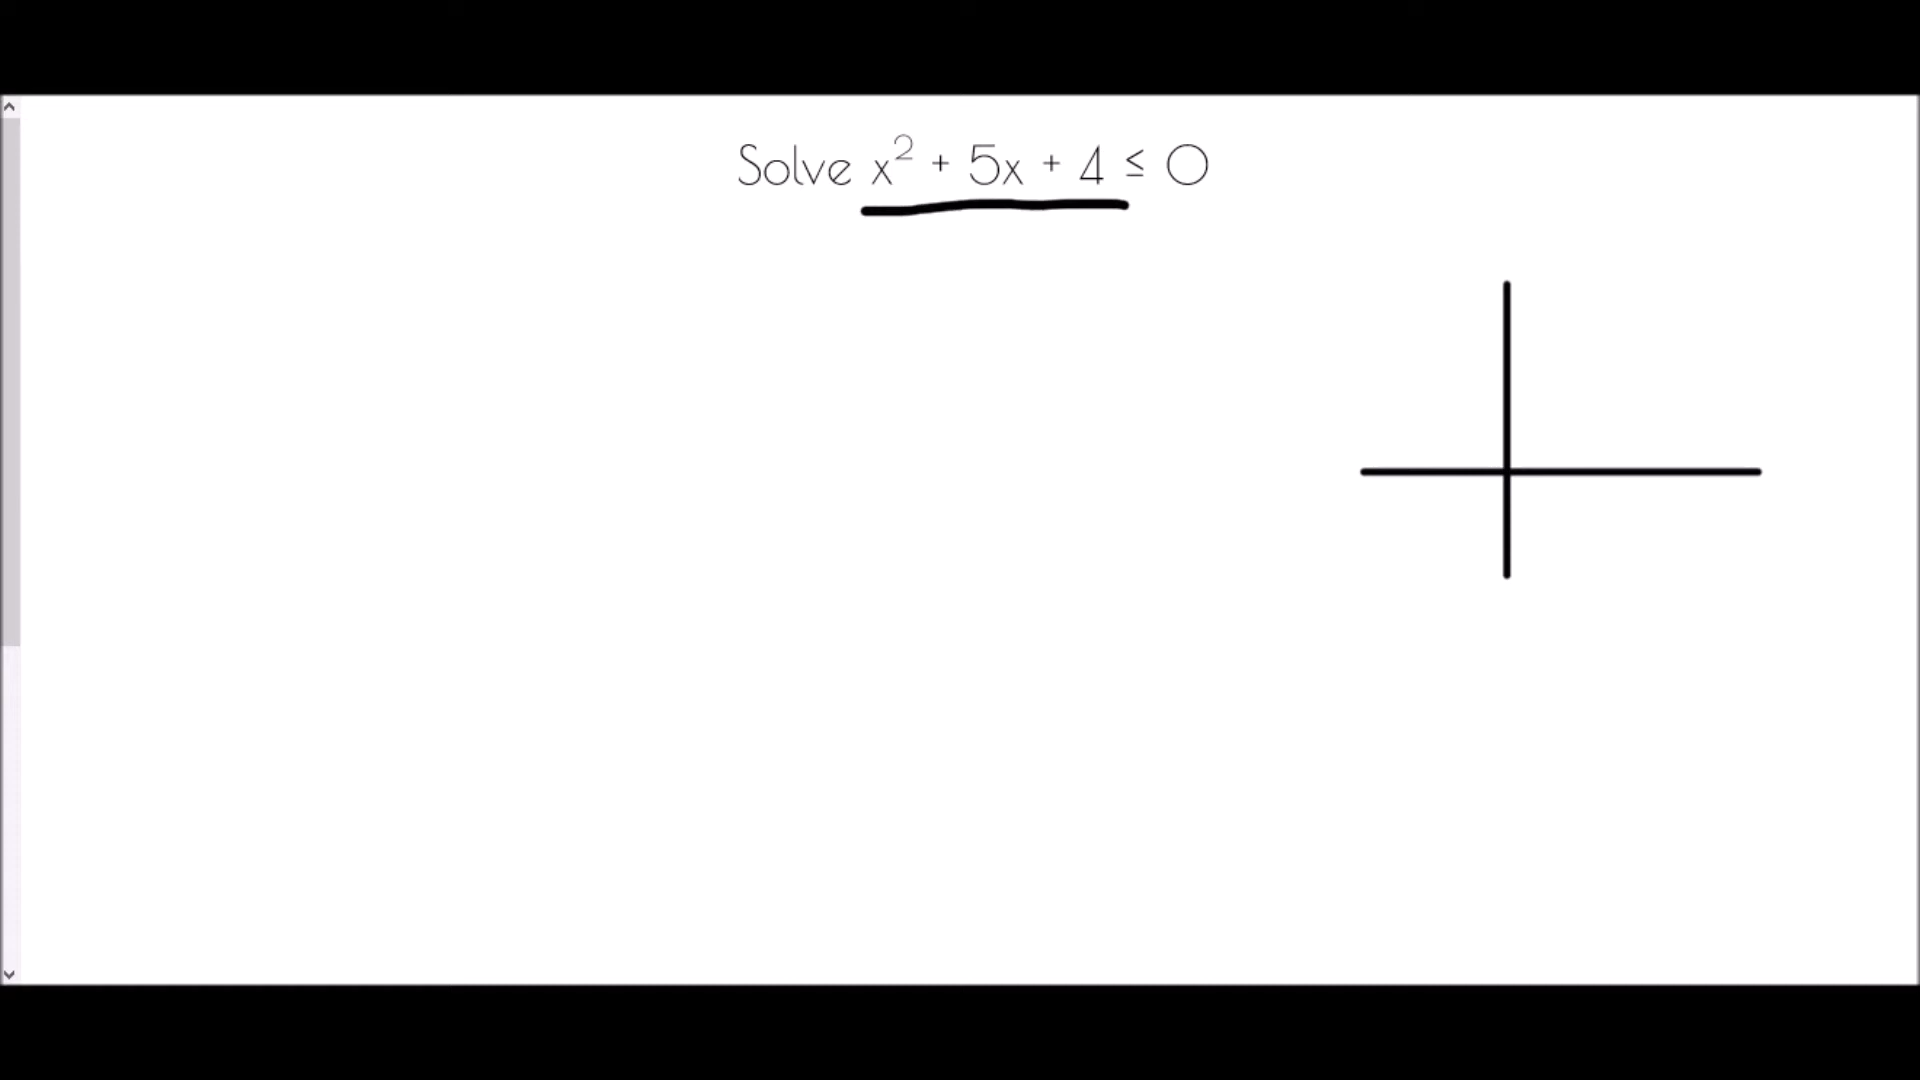 Solve x² + 5x + 4 ≤ 0